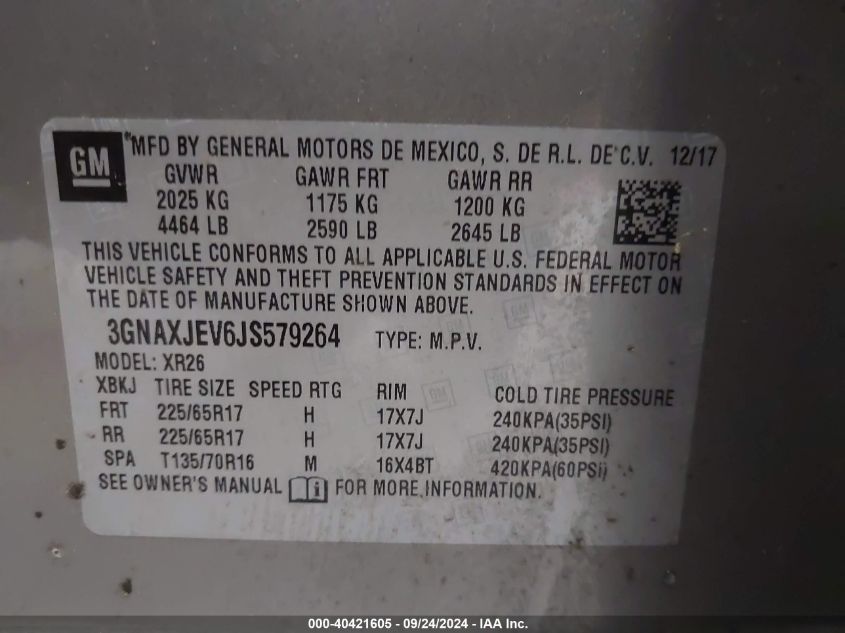 GM
MFD BY GENERAL MOTORS DE MEXICO, S. DE R.L. DE C.V. 12/17
GVWR GAWR FRT GAWR RR
2025 KG 1175 KG 1200 KG
4464 LB 2590 LB 2645 LB
THIS VEHICLE CONFORMS TO ALL APPLICABLE U.S. FEDERAL MOTOR
VEHICLE SAFETY AND THEFT PREVENTION STANDARDS IN EFFECT ON
THE DATE OF MANUFACTURE SHOWN ABOVE.
3GNAXJEV6JS579264 TYPE: M.P.V.
MODEL: XR26
XBKJ TIRE SIZE SPEED RTG RIM COLD TIRE PRESSURE
FRT 225/65R17 H 17X7J 240KPA(35PSI)
RR 225/65R17 H 17X7J 240KPA(35PSI)
SPA T135/70R16 M 16X4BT 420KPA(60PSI)
SEE OWNER'S MANUAL FOR MORE INFORMATION.
000-40421605 - 09/24/2024 - IAA Inc.